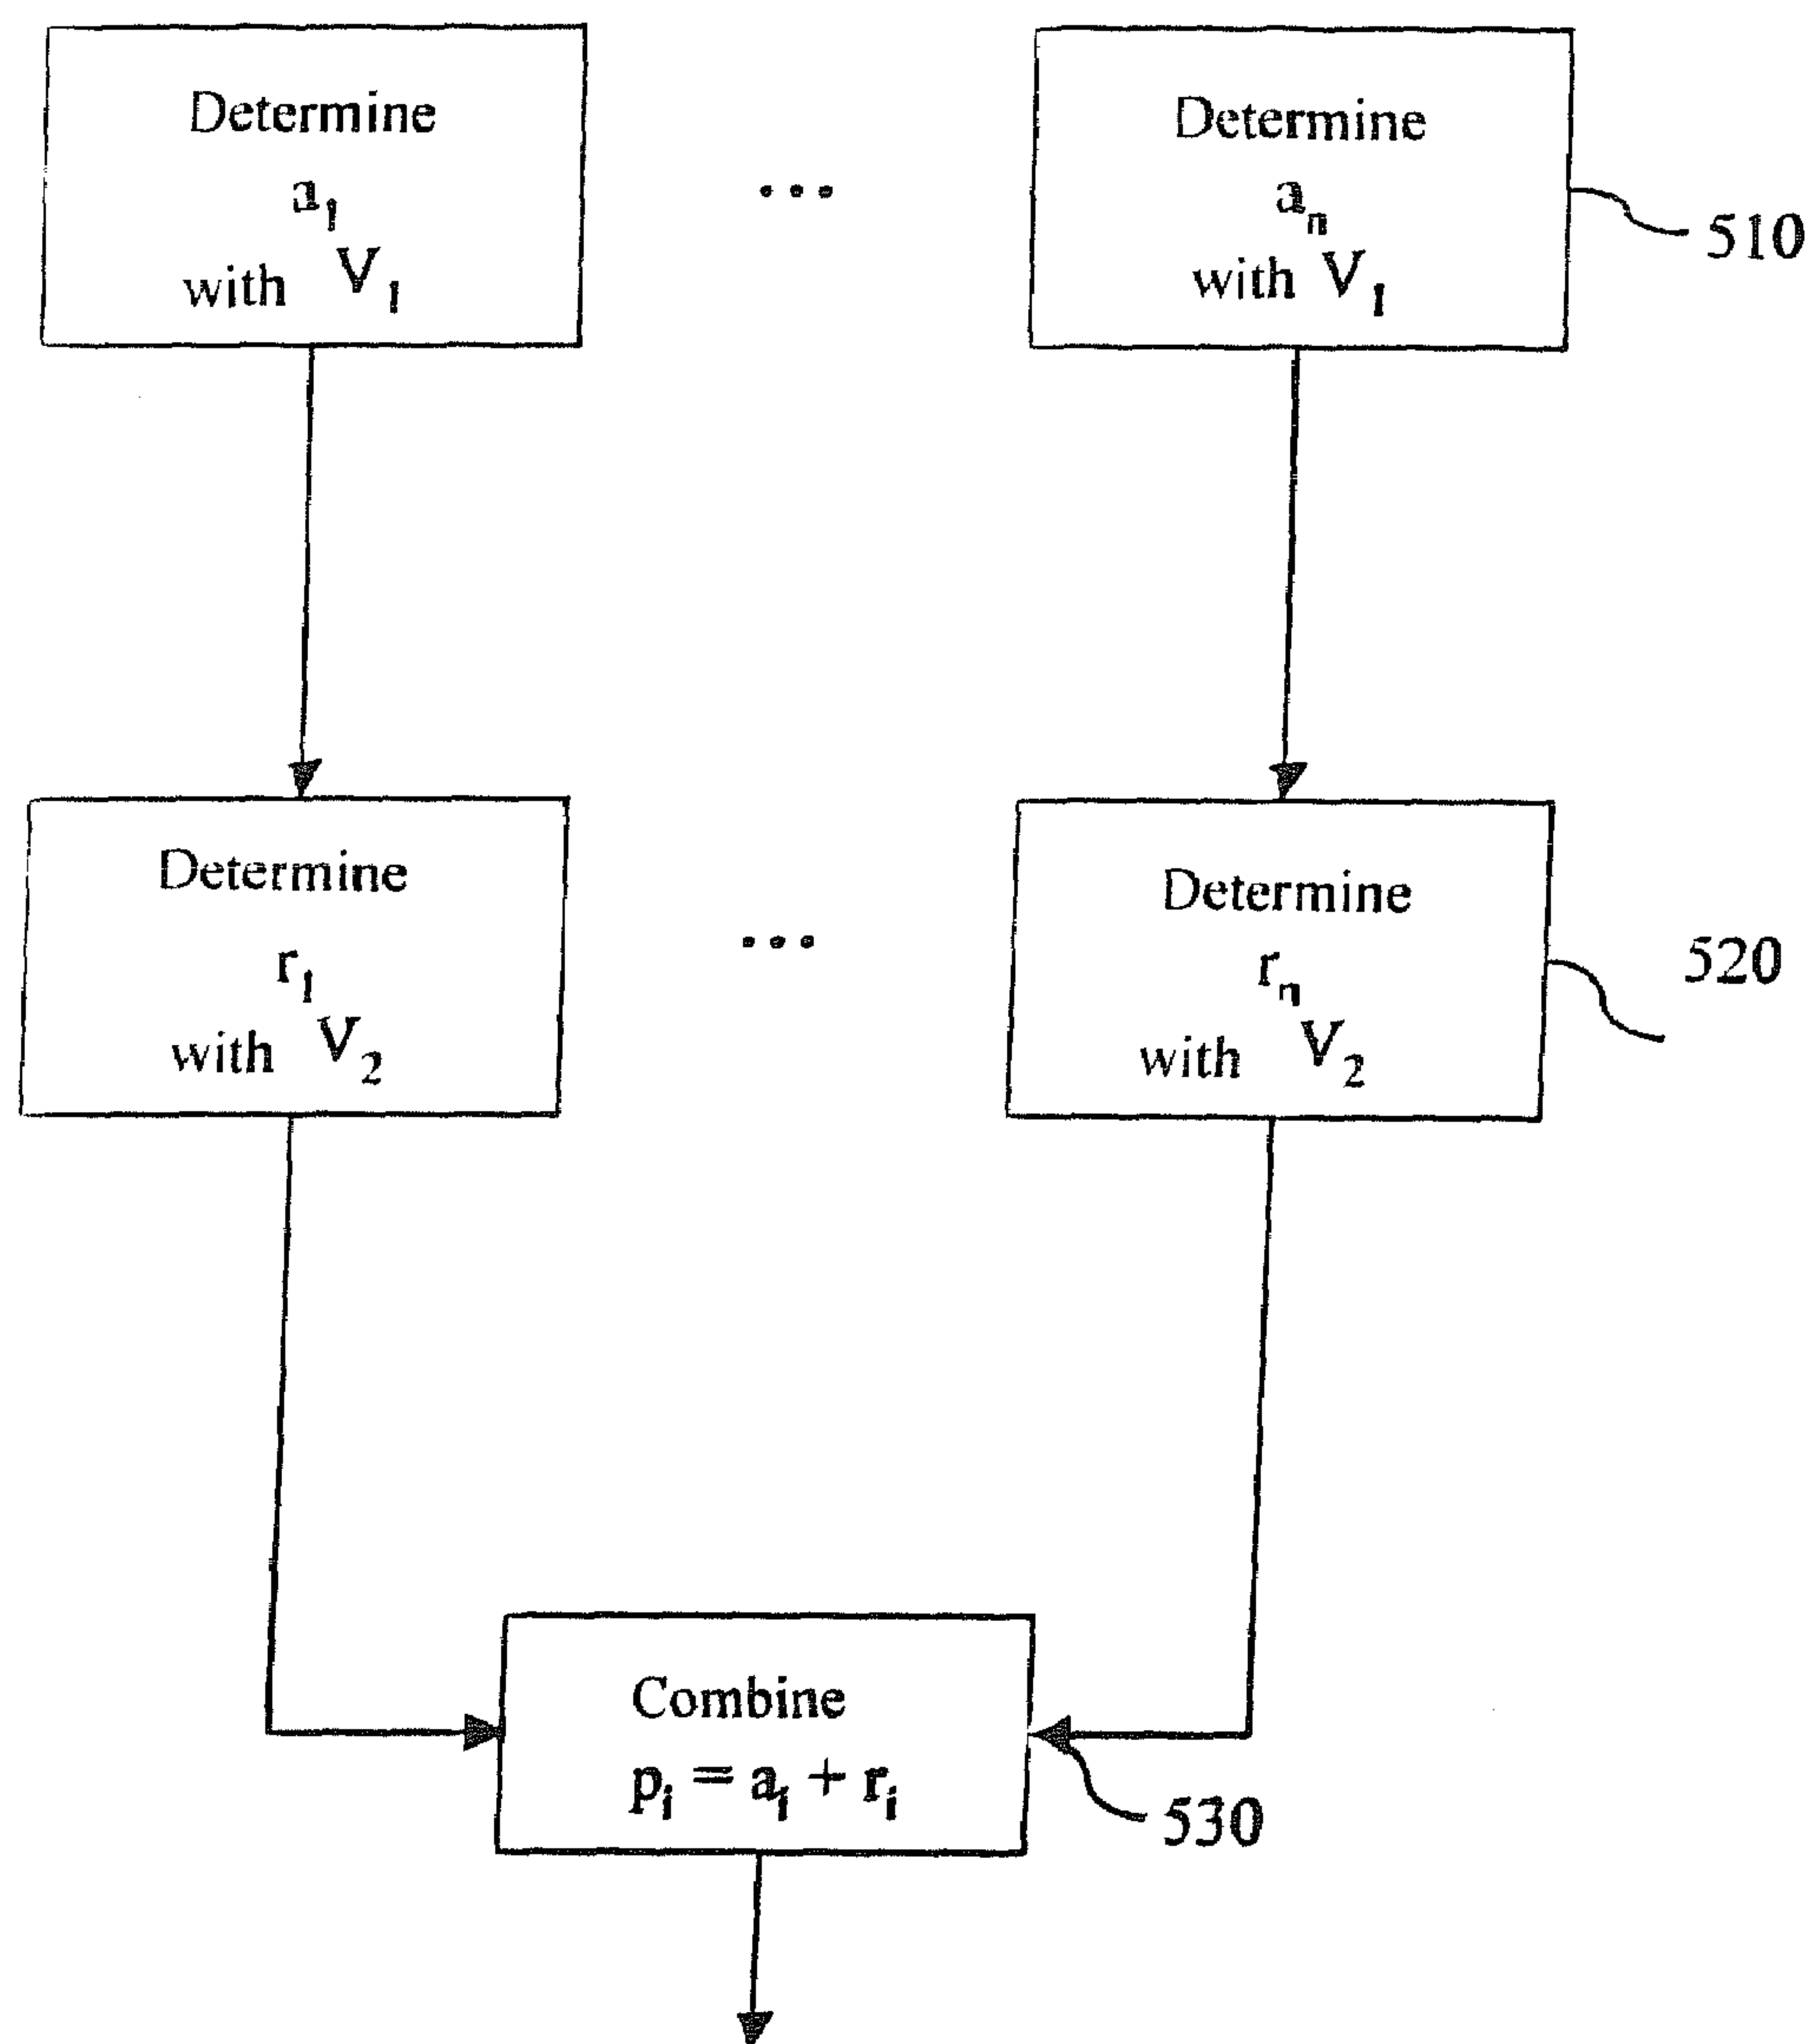 Determine
a₁
with V₁
...
Determine
aₙ
with V₁
510
Determine
r₁
with V₂
...
Determine
rₙ
with V₂
520
Combine
pᵢ = aᵢ + rᵢ
530